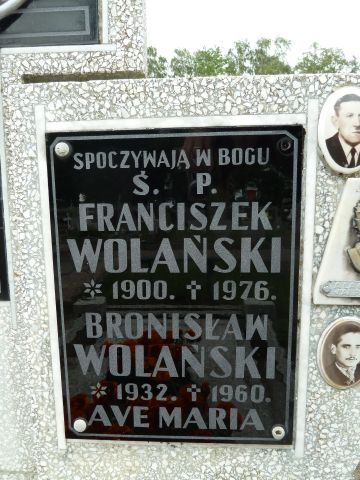 SPOCZYWAJĄ W BOGU
Ś. P.
FRANCISZEK
WOLAŃSKI
✲ 1900. ✝ 1976.
BRONISŁAW
WOLAŃSKI
✲ 1932. ✝ 1960.
AVE MARIA